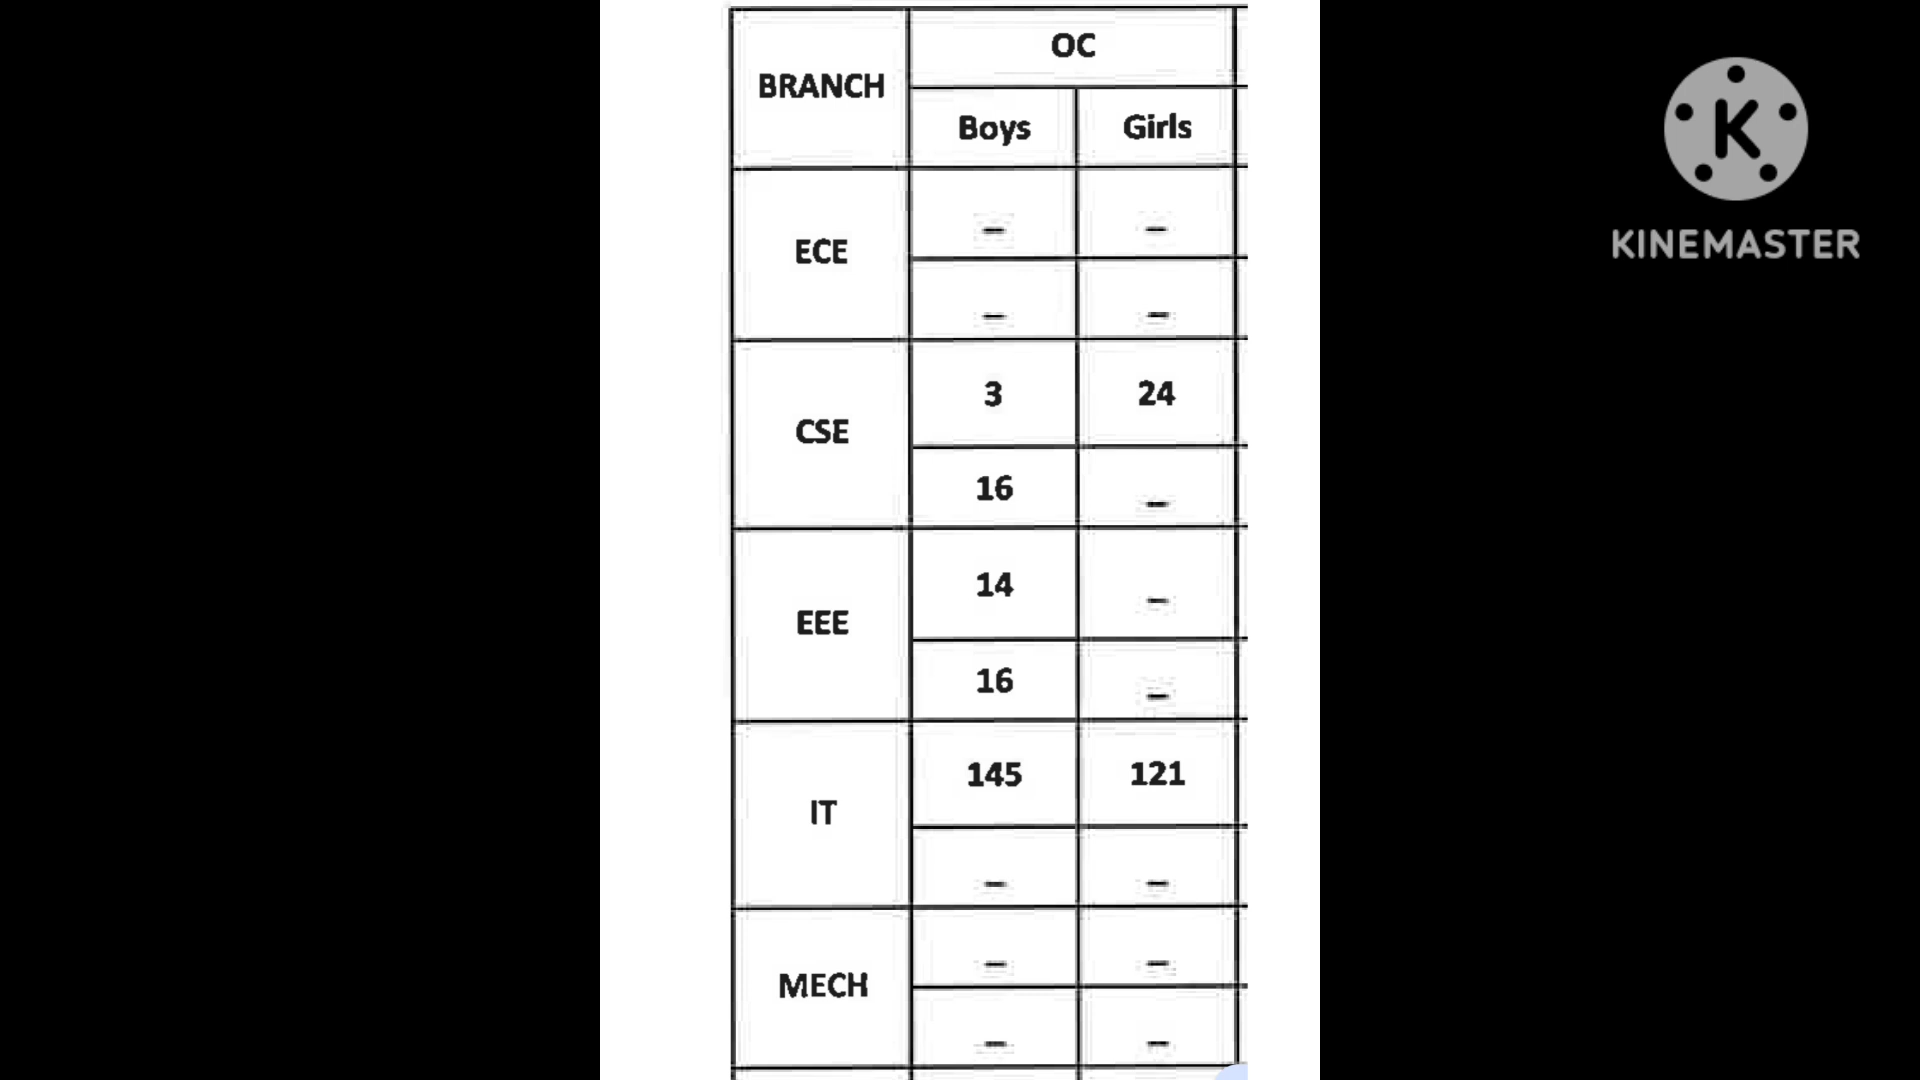 OC
BRANCH
Boys Girls
– –
ECE
– –
3 24
CSE
16 –
14 –
EEE
16 –
145 121
IT
– –
– –
MECH
– –
K
KINEMASTER